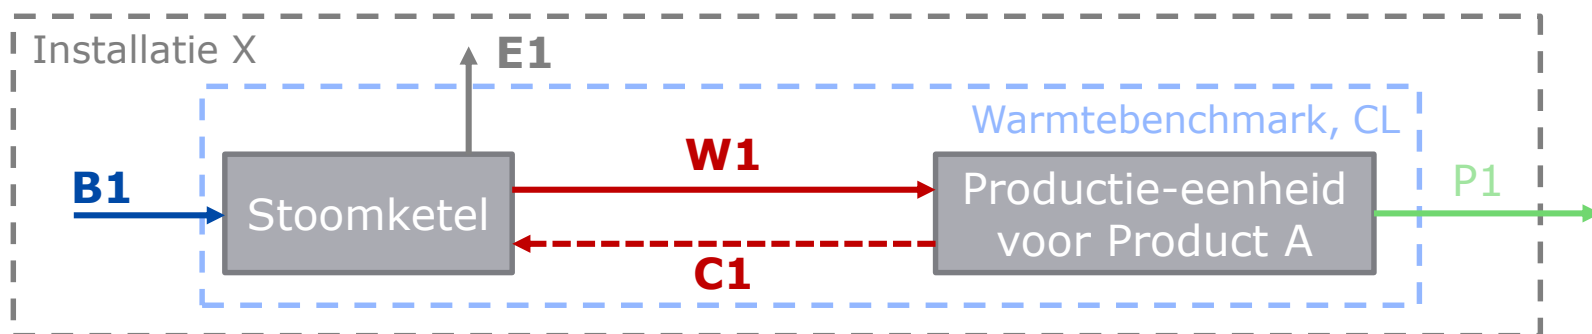 Installatie X
E1
Warmtebenchmark, CL
B1
Stoomketel
W1
C1
Productie-eenheid
voor Product A
P1